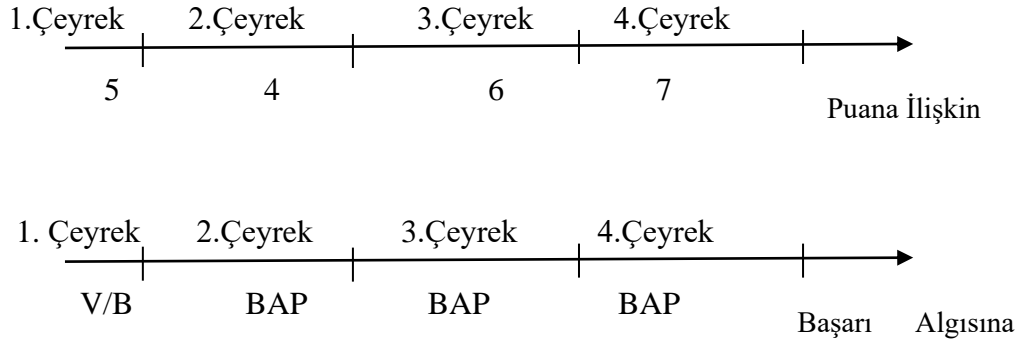 1.Çeyrek 2.Çeyrek 3.Çeyrek 4.Çeyrek
5 4 6 7
Puana İlişkin
1. Çeyrek 2.Çeyrek 3.Çeyrek 4.Çeyrek
V/B BAP BAP BAP
Başarı Algısına